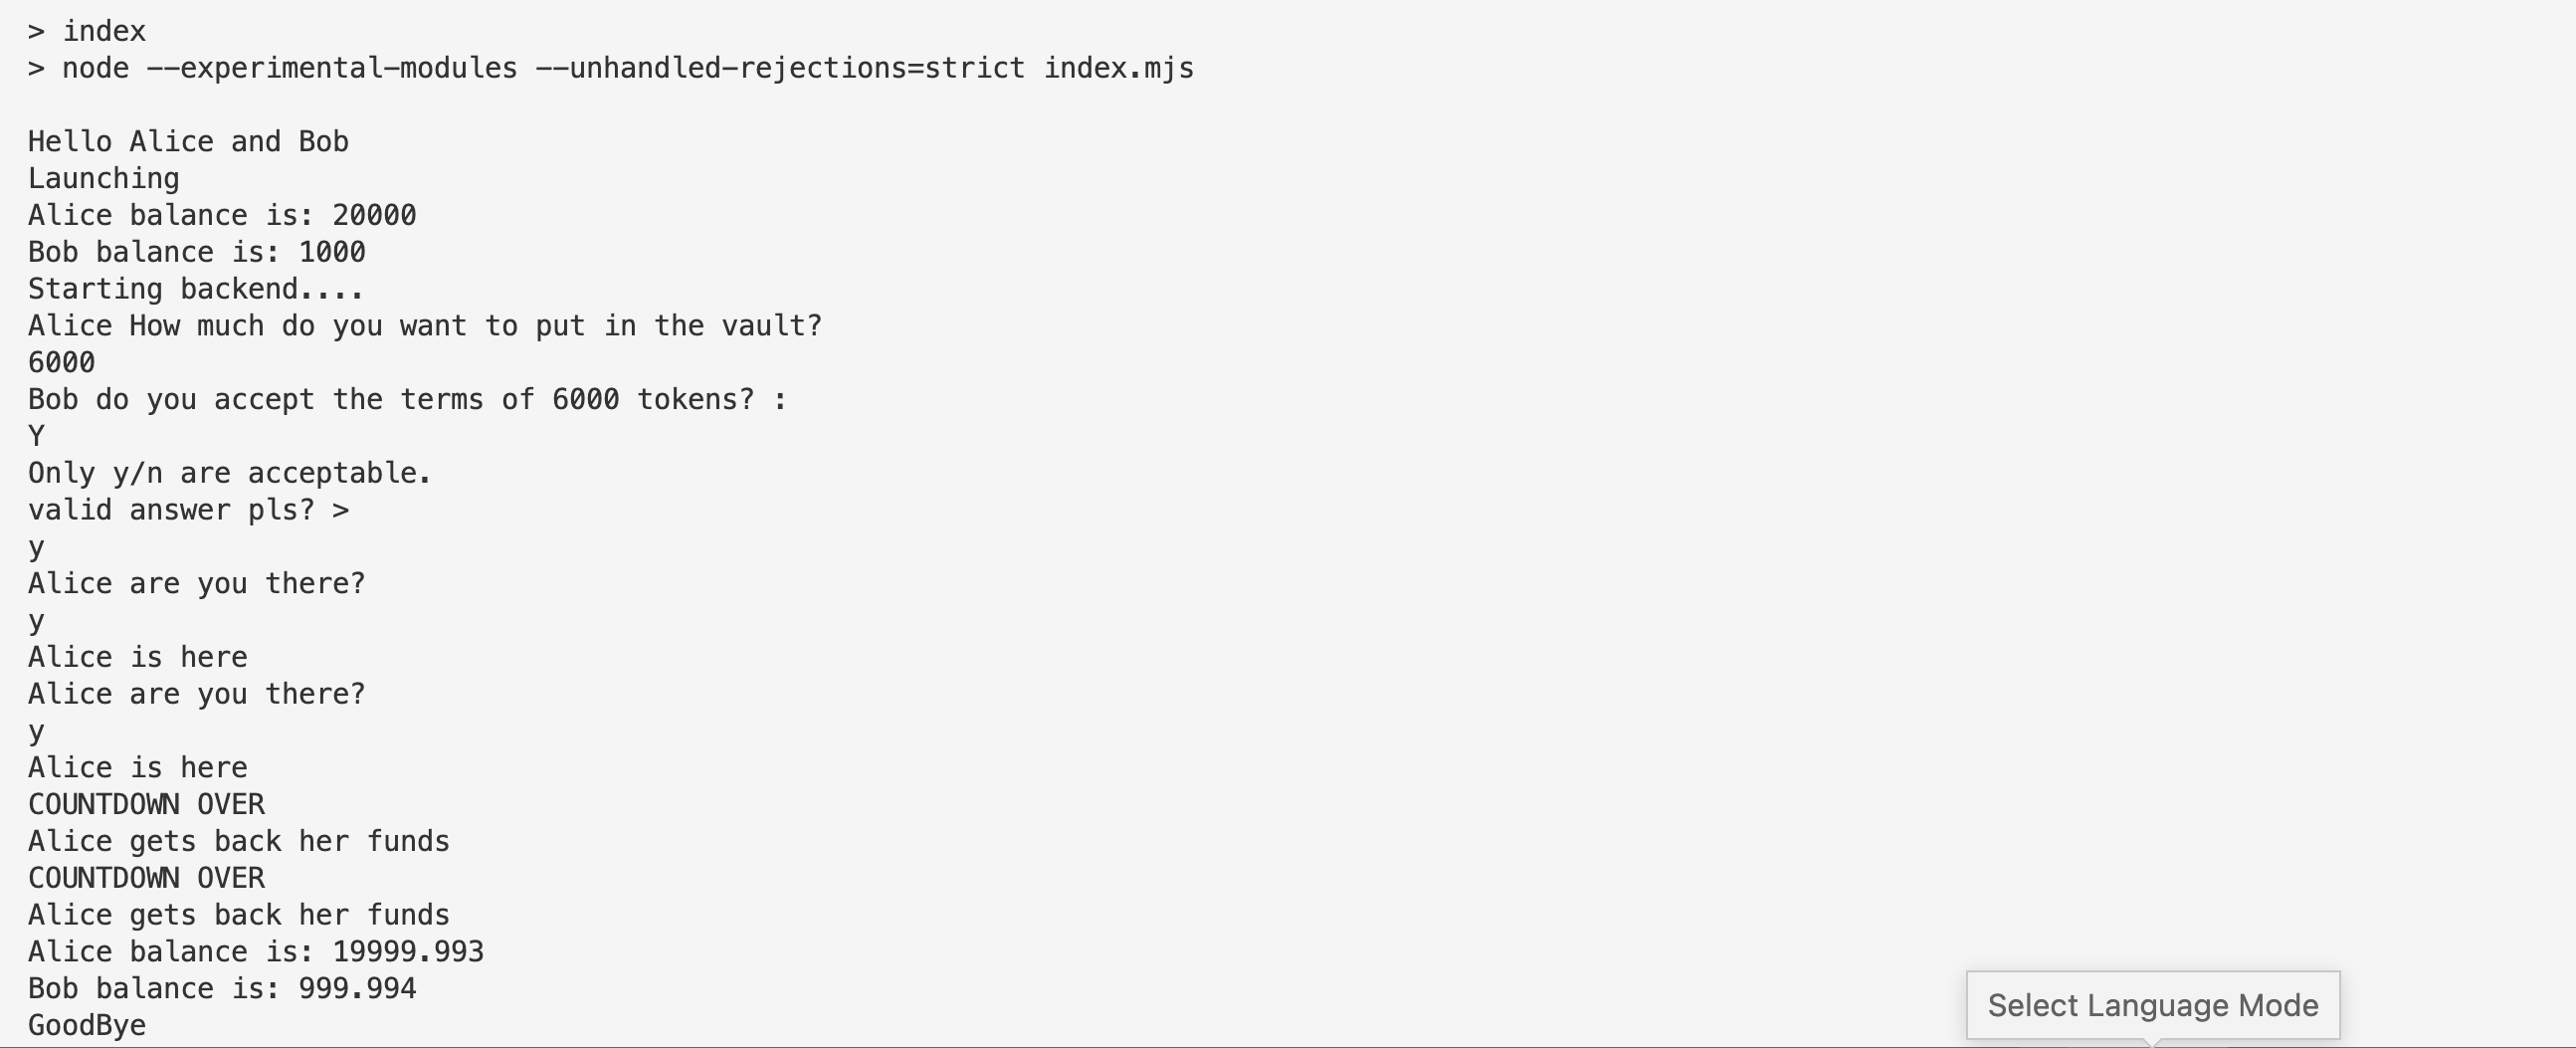 > index
> node --experimental-modules --unhandled-rejections=strict index.mjs
Hello Alice and Bob
Launching
Alice balance is: 20000
Bob balance is: 1000
Starting backend....
Alice How much do you want to put in the vault?
6000
Bob do you accept the terms of 6000 tokens? :
Y
Only y/n are acceptable.
valid answer pls? >
y
Alice are you there?
y
Alice is here
Alice are you there?
y
Alice is here
COUNTDOWN OVER
Alice gets back her funds
COUNTDOWN OVER
Alice gets back her funds
Alice balance is: 19999.993
Bob balance is: 999.994
GoodBye
Select Language Mode